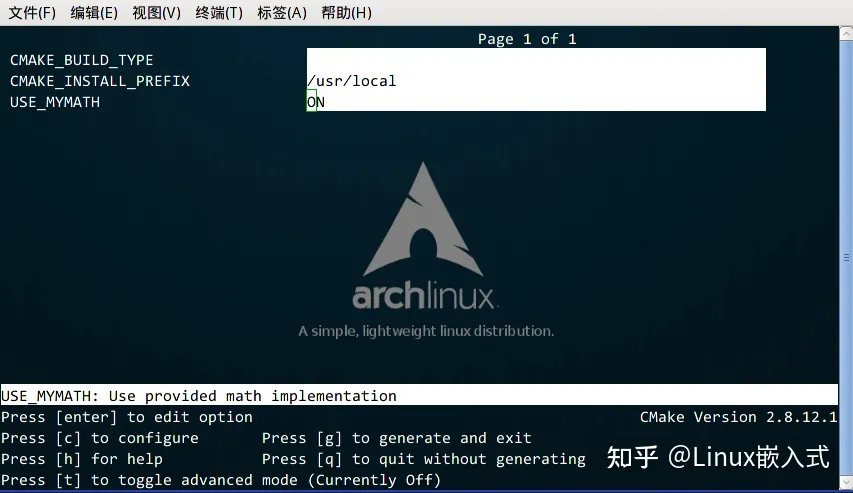 文件(F) 编辑(E) 视图(V) 终端(T) 标签(A) 帮助(H)
Page 1 of 1
CMAKE_BUILD_TYPE
CMAKE_INSTALL_PREFIX /usr/local
USE_MYMATH ON
archlinux
A simple, lightweight linux distribution.
USE_MYMATH: Use provided math implementation
Press [enter] to edit option CMake Version 2.8.12.1
Press [c] to configure Press [g] to generate and exit
Press [h] for help Press [q] to quit without generating
知乎 @Linux嵌入式
Press [t] to toggle advanced mode (Currently Off)